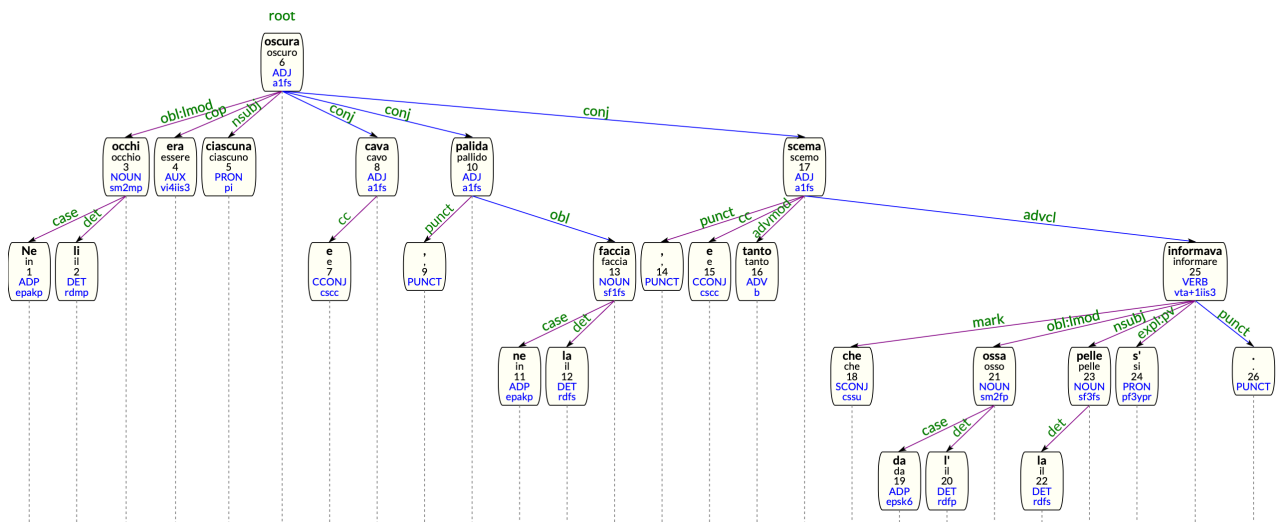 root
oscura
oscuro
6
ADJ
a1fs
obl:lmod
cop
nsubj
conj
conj
conj
occhi
occhio
3
NOUN
sm2mp
era
essere
4
AUX
vi4iis3
ciascuna
ciascuno
5
PRON
pi
cava
cavo
8
ADJ
a1fs
palida
pallido
10
ADJ
a1fs
scema
scemo
17
ADJ
a1fs
case
det
cc
punct
obl
punct
cc
advmod
advcl
Ne
in
1
ADP
epakp
li
il
2
DET
rdmp
e
e
7
CCONJ
cscc
,
,
9
PUNCT
faccia
faccia
13
NOUN
sf1fs
,
,
14
PUNCT
e
e
15
CCONJ
cscc
tanto
tanto
16
ADV
b
informava
informare
25
VERB
vta+1iis3
case
det
mark
obl:lmod
nsubj
expl:pv
punct
ne
in
11
ADP
epakp
la
il
12
DET
rdfs
che
che
18
SCONJ
cssu
ossa
osso
21
NOUN
sm2fp
pelle
pelle
23
NOUN
sf3fs
s'
si
24
PRON
pf3ypr
.
.
26
PUNCT
case
det
det
da
da
19
ADP
epsk6
l'
il
20
DET
rdfp
la
il
22
DET
rdfs